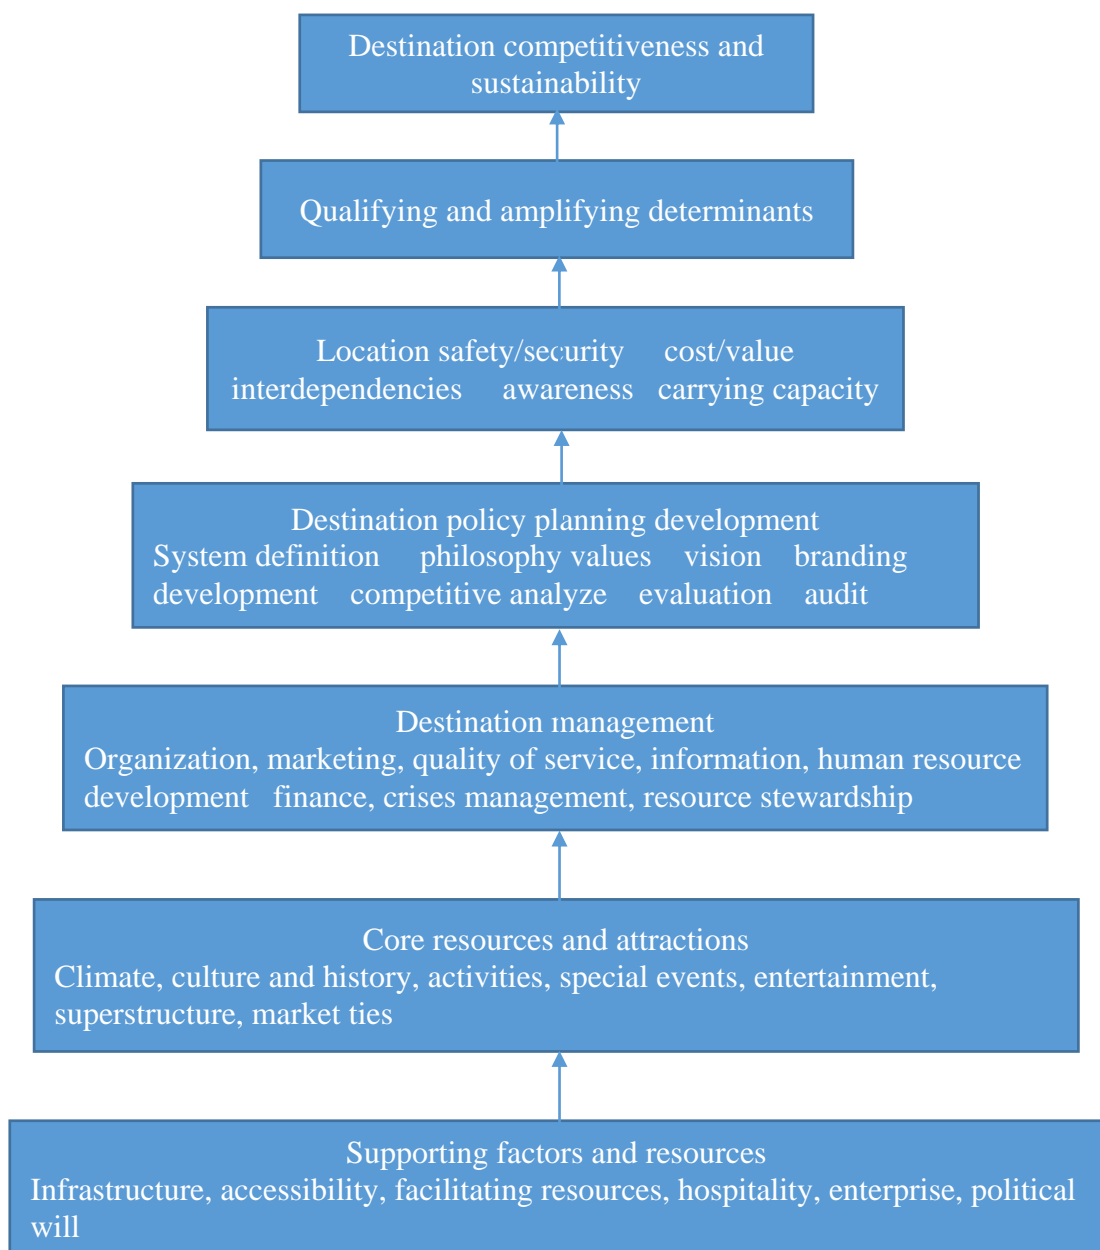 Destination competitiveness and
sustainability
Qualifying and amplifying determinants
Location safety/security cost/value
interdependencies awareness carrying capacity
Destination policy planning development
System definition philosophy values vision branding
development competitive analyze evaluation audit
Destination management
Organization, marketing, quality of service, information, human resource
development finance, crises management, resource stewardship
Core resources and attractions
Climate, culture and history, activities, special events, entertainment,
superstructure, market ties
Supporting factors and resources
Infrastructure, accessibility, facilitating resources, hospitality, enterprise, political
will